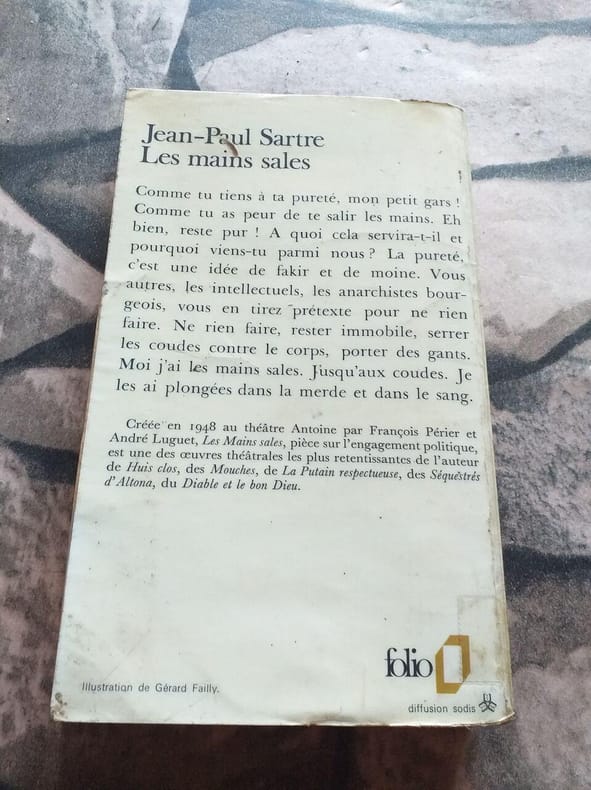 Jean-Paul Sartre
Les mains sales
Comme tu tiens à ta pureté, mon petit gars !
Comme tu as peur de te salir les mains. Eh
bien, reste pur ! A quoi cela servira-t-il et
pourquoi viens-tu parmi nous ? La pureté,
c'est une idée de fakir et de moine. Vous
autres, les intellectuels, les anarchistes bour-
geois, vous en tirez prétexte pour ne rien
faire. Ne rien faire, rester immobile, serrer
les coudes contre le corps, porter des gants.
Moi j'ai les mains sales. Jusqu'aux coudes. Je
les ai plongées dans la merde et dans le sang.
Créée en 1948 au théâtre Antoine par François Périer et
André Luguet, Les Mains sales, pièce sur l'engagement politique,
est une des œuvres théâtrales les plus retentissantes de l'auteur
de Huis clos, des Mouches, de La Putain respectueuse, des Séquestrés
d'Altona, du Diable et le bon Dieu.
folio
Illustration de Gérard Failly.
diffusion sodis